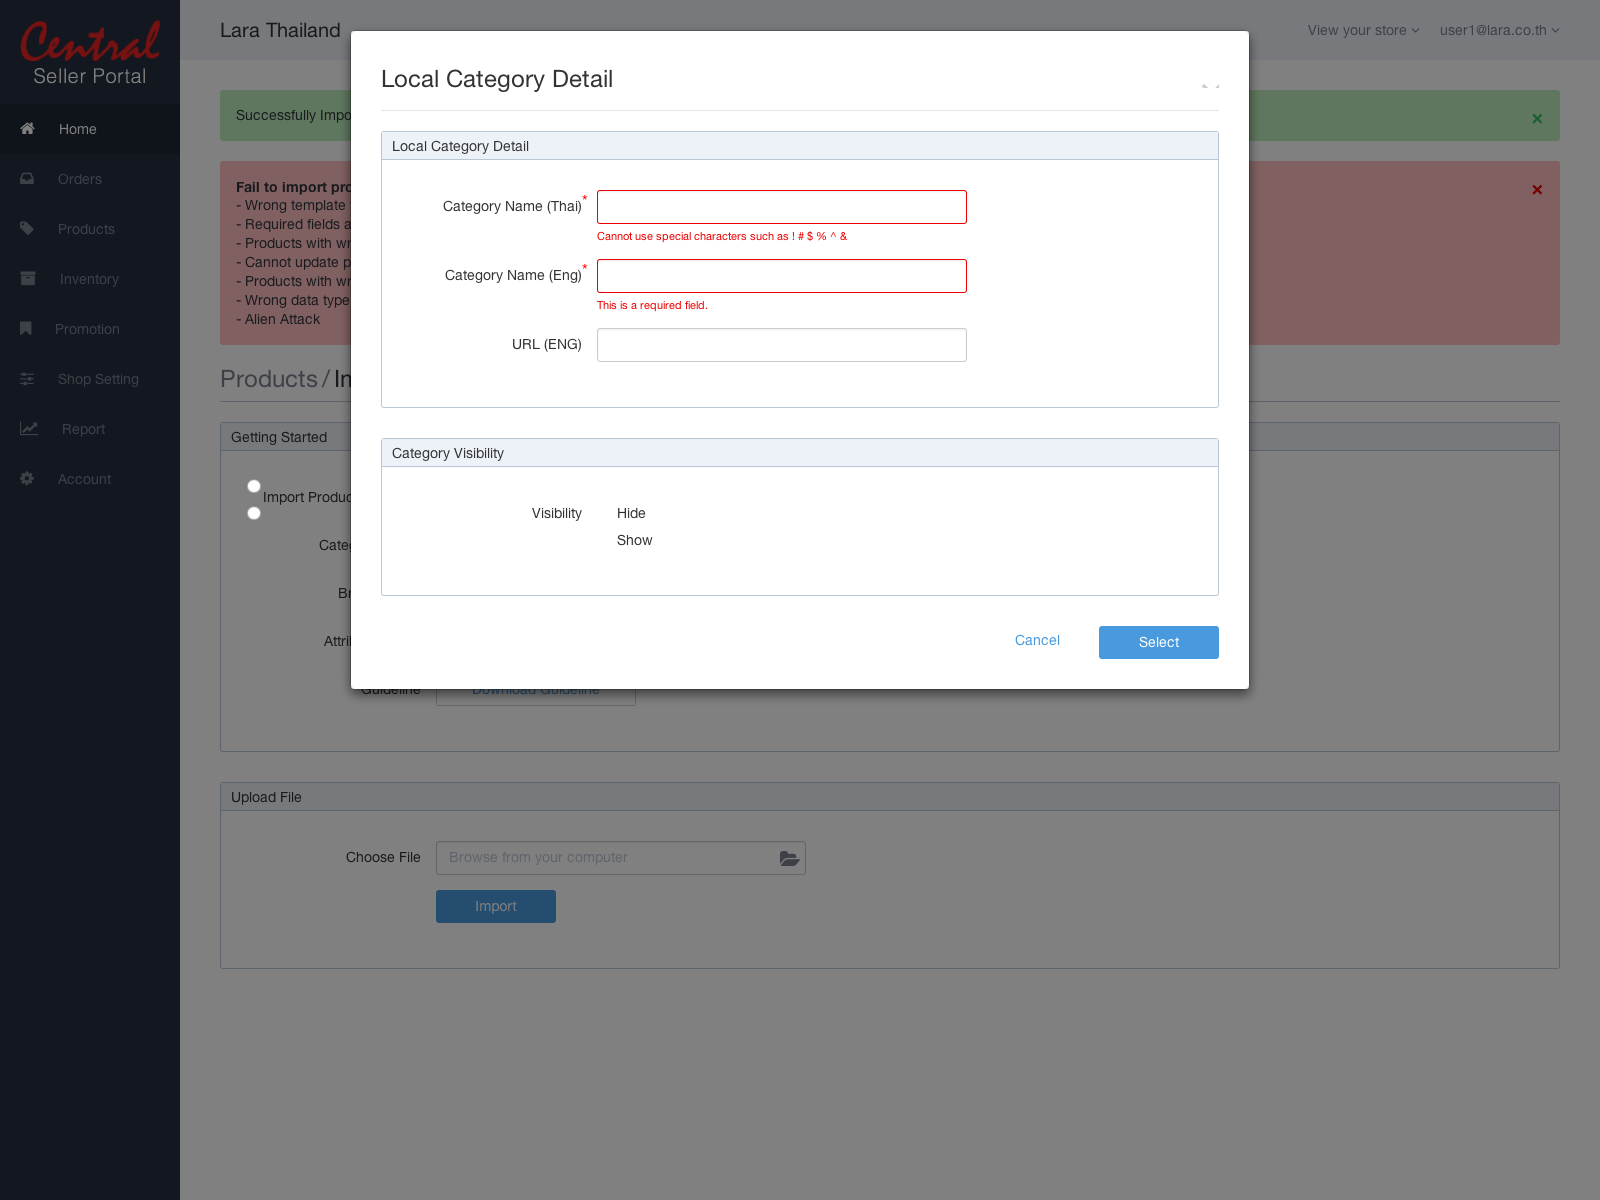 Central
Seller Portal
Home
Orders
Products
Inventory
Promotion
Shop Setting
Report
Account
Lara Thailand
View your store
user1@lara.co.th
Successfully Impo
Fail to import pro
- Wrong template
- Required fields a
- Products with wr
- Cannot update p
- Products with wr
- Wrong data type
- Alien Attack
Products / Im
Getting Started
Import Produc
Categ
Br
Attrib
Guideline
Download Guideline
Upload File
Choose File
Browse from your computer
Import
Local Category Detail
Local Category Detail
Category Name (Thai)*
Cannot use special characters such as ! # $ % ^ &
Category Name (Eng)*
This is a required field.
URL (ENG)
Category Visibility
Visibility
Hide
Show
Cancel
Select